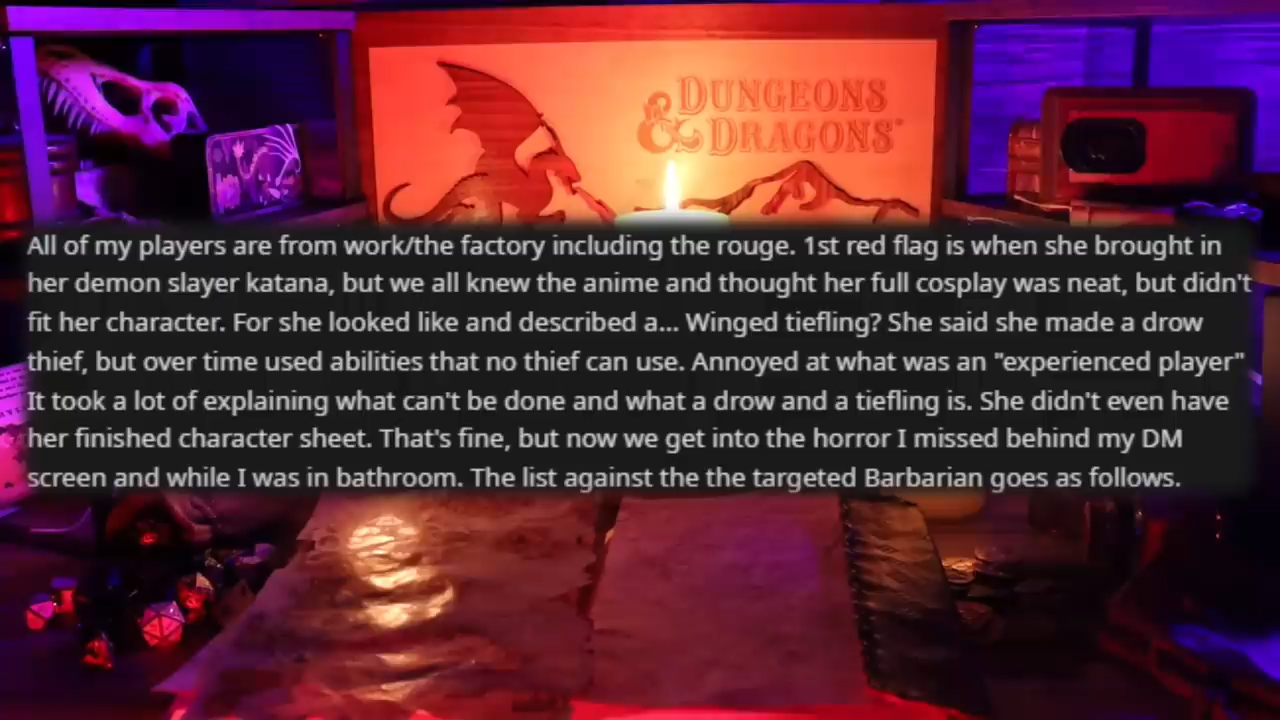 DUNGEONS
& DRAGONS
All of my players are from work/the factory including the rouge. 1st red flag is when she brought in
her demon slayer katana, but we all knew the anime and thought her full cosplay was neat, but didn't
fit her character. For she looked like and described a... Winged tiefling? She said she made a drow
thief, but over time used abilities that no thief can use. Annoyed at what was an "experienced player"
It took a lot of explaining what can't be done and what a drow and a tiefling is. She didn't even have
her finished character sheet. That's fine, but now we get into the horror I missed behind my DM
screen and while I was in bathroom. The list against the the targeted Barbarian goes as follows.